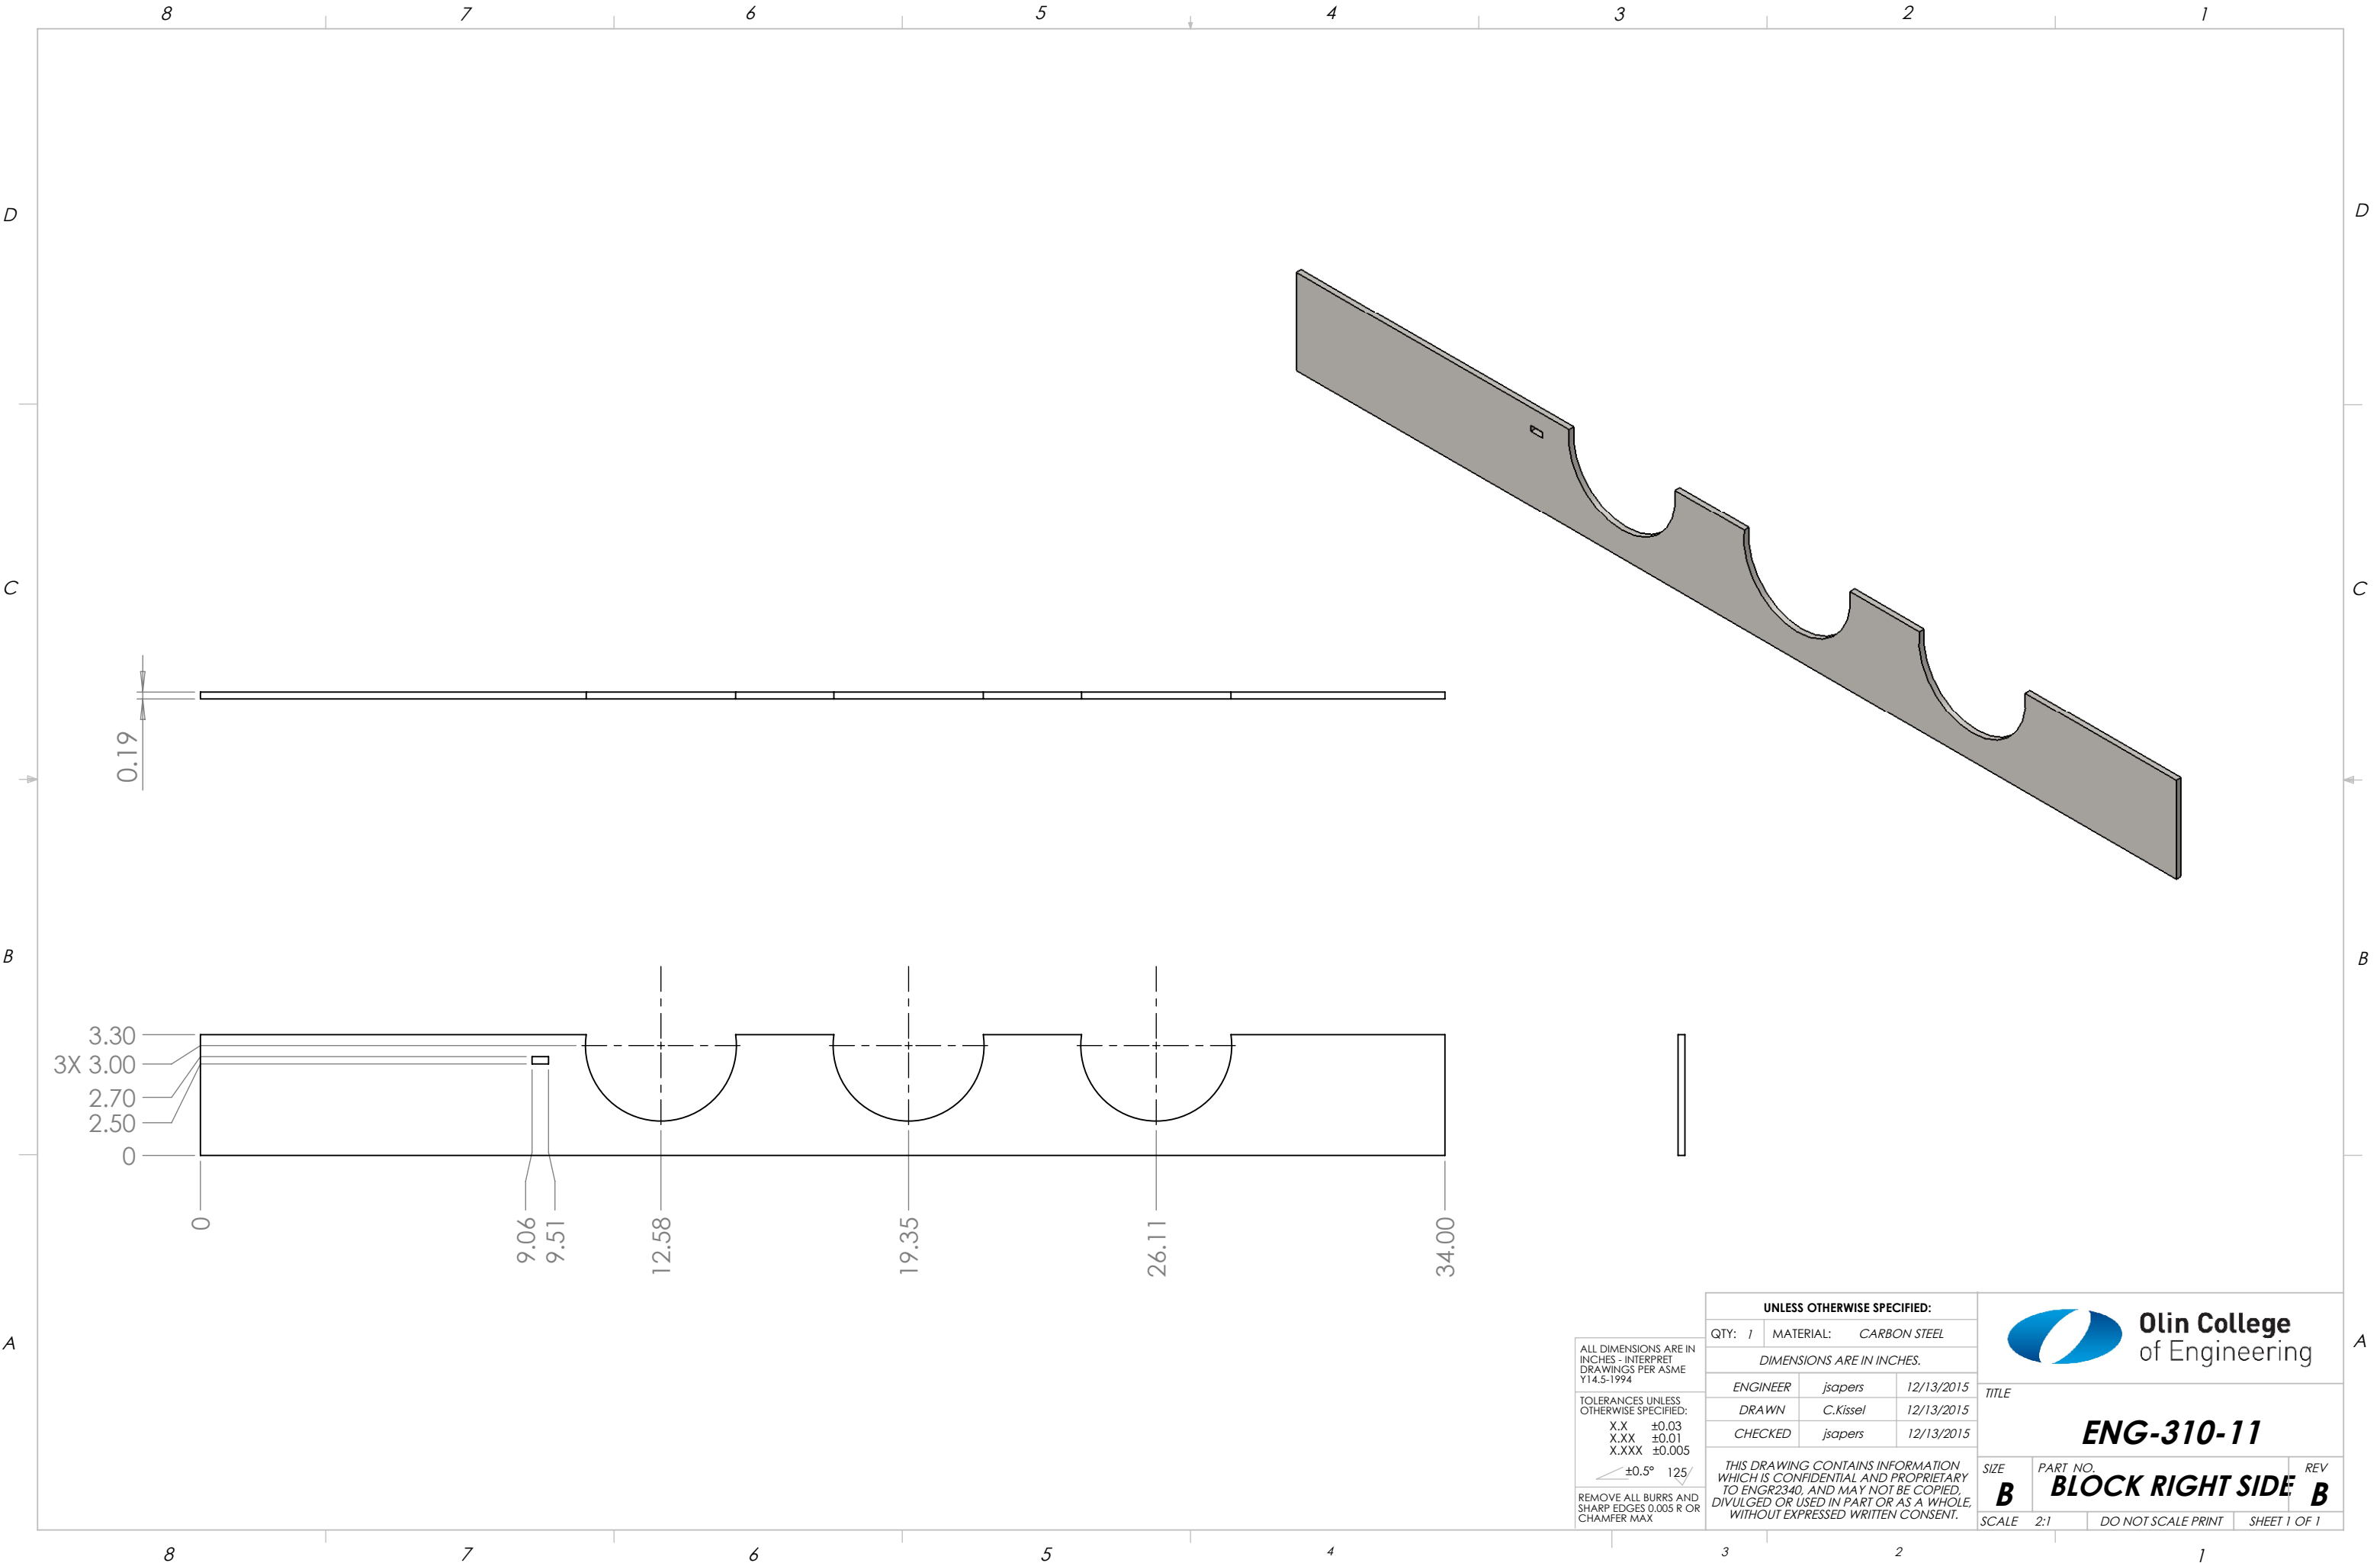 8 7 6 5 4 3 2 1
D D
C C
0.19
B B
3.30
3X 3.00
2.70
2.50
0
0
9.06
9.51
12.58
19.35
26.11
34.00
A A
ALL DIMENSIONS ARE IN
INCHES - INTERPRET
DRAWINGS PER ASME
Y14.5-1994
TOLERANCES UNLESS
OTHERWISE SPECIFIED:
X.X ±0.03
X.XX ±0.01
X.XXX ±0.005
±0.5° 125
REMOVE ALL BURRS AND
SHARP EDGES 0.005 R OR
CHAMFER MAX
UNLESS OTHERWISE SPECIFIED:
QTY: 1 MATERIAL: CARBON STEEL
DIMENSIONS ARE IN INCHES.
ENGINEER jsapers 12/13/2015
DRAWN C.Kissel 12/13/2015
CHECKED jsapers 12/13/2015
THIS DRAWING CONTAINS INFORMATION
WHICH IS CONFIDENTIAL AND PROPRIETARY
TO ENGR2340, AND MAY NOT BE COPIED,
DIVULGED OR USED IN PART OR AS A WHOLE,
WITHOUT EXPRESSED WRITTEN CONSENT.
Olin College
of Engineering
TITLE
ENG-310-11
SIZE
B
PART NO.
BLOCK RIGHT SIDE
REV
B
SCALE 2:1 DO NOT SCALE PRINT SHEET 1 OF 1
8 7 6 5 4 3 2 1